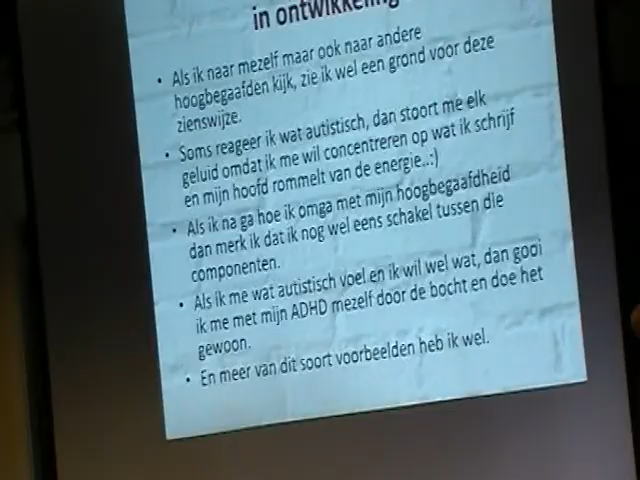 in ontwikkeling
• Als ik naar mezelf maar ook naar andere
hoogbegaafden kijk, zie ik wel een grond voor deze
zienswijze.
• Soms reageer ik wat autistisch, dan stoort me elk
geluid omdat ik me wil concentreren op wat ik schrijf
en mijn hoofd rommelt van de energie..:)
• Als ik na ga hoe ik omga met mijn hoogbegaafdheid
dan merk ik dat ik nog wel eens schakel tussen die
componenten.
• Als ik me wat autistisch voel en ik wil wel wat, dan gooi
ik me met mijn ADHD mezelf door de bocht en doe het
gewoon.
• En meer van dit soort voorbeelden heb ik wel.